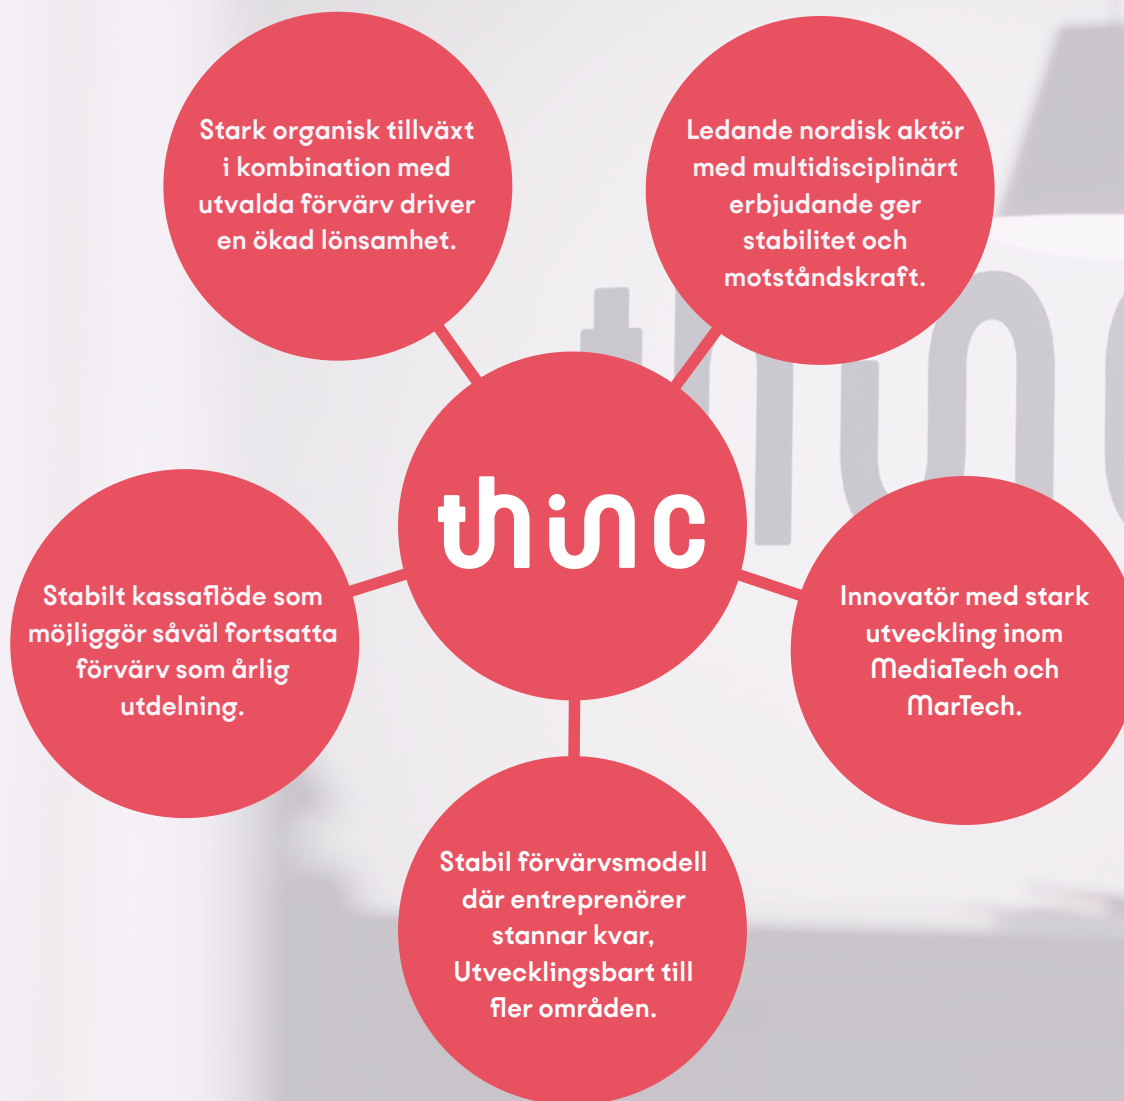 Stark organisk tillväxt
i kombination med
utvalda förvärv driver
en ökad lönsamhet.
Ledande nordisk aktör
med multidisciplinärt
erbjudande ger
stabilitet och
motståndskraft.
thinc
thinc
Stabilt kassaflöde som
möjliggör såväl fortsatta
förvärv som årlig
utdelning.
Innovatör med stark
utveckling inom
MediaTech och
MarTech.
Stabil förvärvsmodell
där entreprenörer
stannar kvar,
Utvecklingsbart till
fler områden.